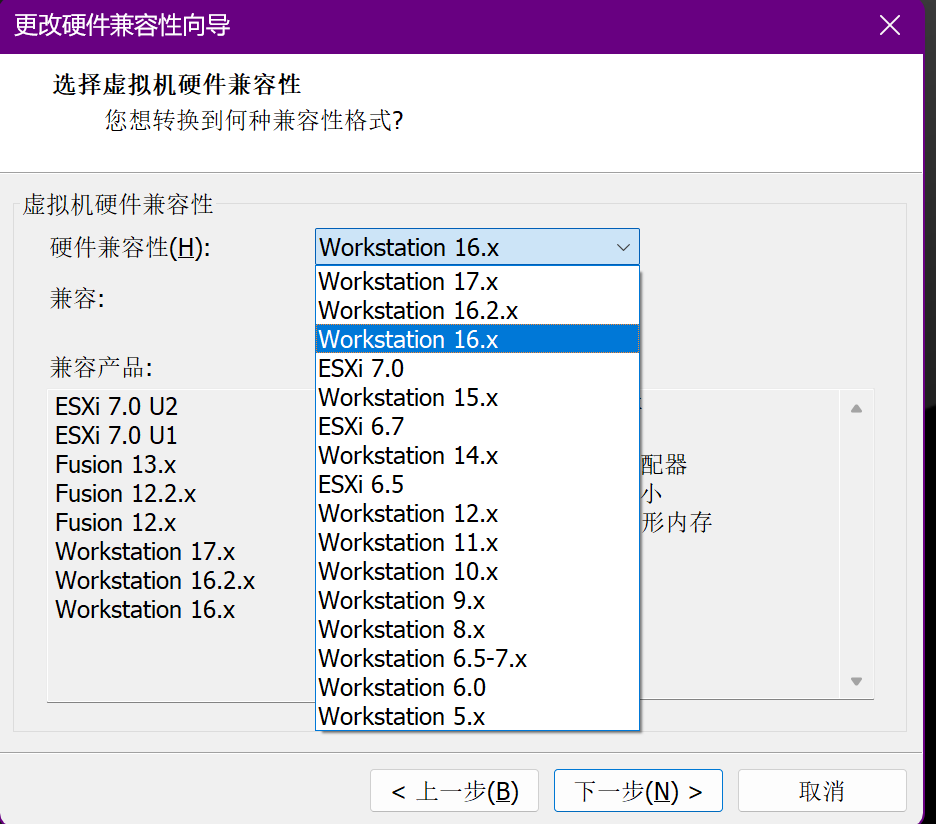 更改硬件兼容性向导
选择虚拟机硬件兼容性
您想转换到何种兼容性格式?
虚拟机硬件兼容性
硬件兼容性(H):
Workstation 16.x
Workstation 17.x
Workstation 16.2.x
Workstation 16.x
ESXi 7.0
Workstation 15.x
ESXi 6.7
Workstation 14.x
ESXi 6.5
Workstation 12.x
Workstation 11.x
Workstation 10.x
Workstation 9.x
Workstation 8.x
Workstation 6.5-7.x
Workstation 6.0
Workstation 5.x
兼容:
兼容产品:
ESXi 7.0 U2
ESXi 7.0 U1
Fusion 13.x
Fusion 12.2.x
Fusion 12.x
Workstation 17.x
Workstation 16.2.x
Workstation 16.x
配器
小
形内存
< 上一步(B)
下一步(N) >
取消